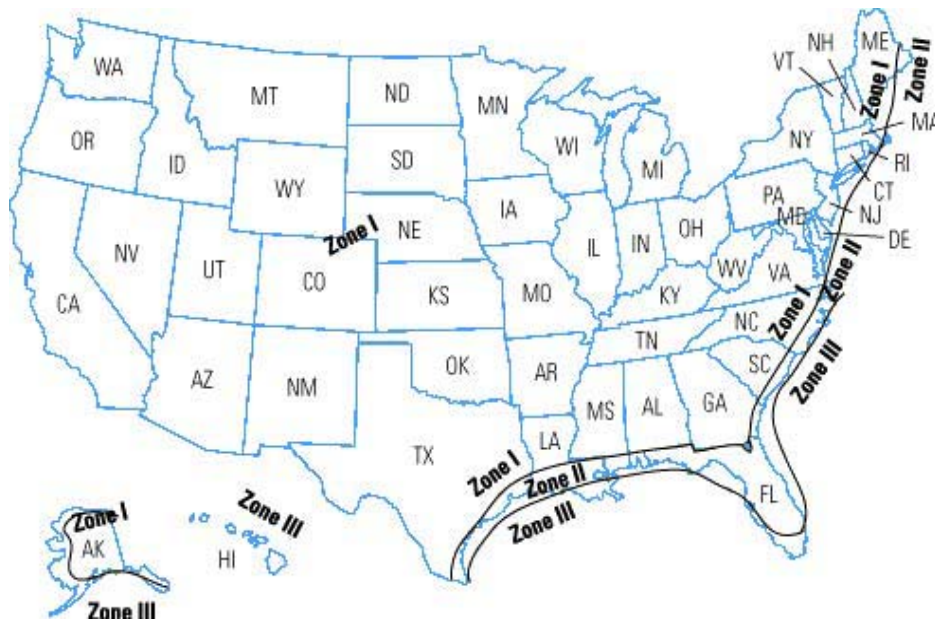 ME
NH
VT
Zone I
Zone II
WA
MT
ND
MN
MA
OR
ID
SD
WI
NY
RI
WY
MI
CT
IA
PA
NJ
Zone I
NE
MD
DE
NV
UT
CO
IL
IN
OH
WV
VA
Zone II
CA
KS
MO
KY
Zone I
NC
TN
Zone III
AZ
NM
OK
AR
SC
MS
AL
GA
TX
LA
Zone I
Zone II
FL
Zone III
Zone I
Zone III
AK
HI
Zone III